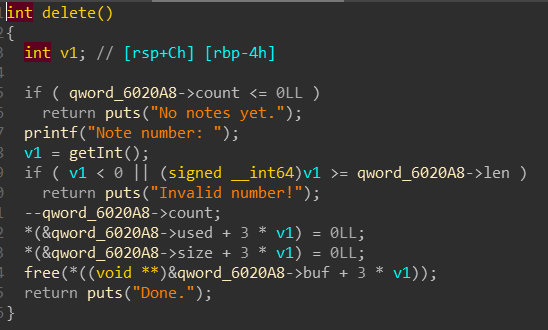 int delete()
{
int v1; // [rsp+Ch] [rbp-4h]
if ( qword_6020A8->count <= 0LL )
return puts("No notes yet.");
printf("Note number: ");
v1 = getInt();
if ( v1 < 0 || (signed __int64)v1 >= qword_6020A8->len )
return puts("Invalid number!");
--qword_6020A8->count;
*(&qword_6020A8->used + 3 * v1) = 0LL;
*(&qword_6020A8->size + 3 * v1) = 0LL;
free(*((void **)&qword_6020A8->buf + 3 * v1));
return puts("Done.");
}